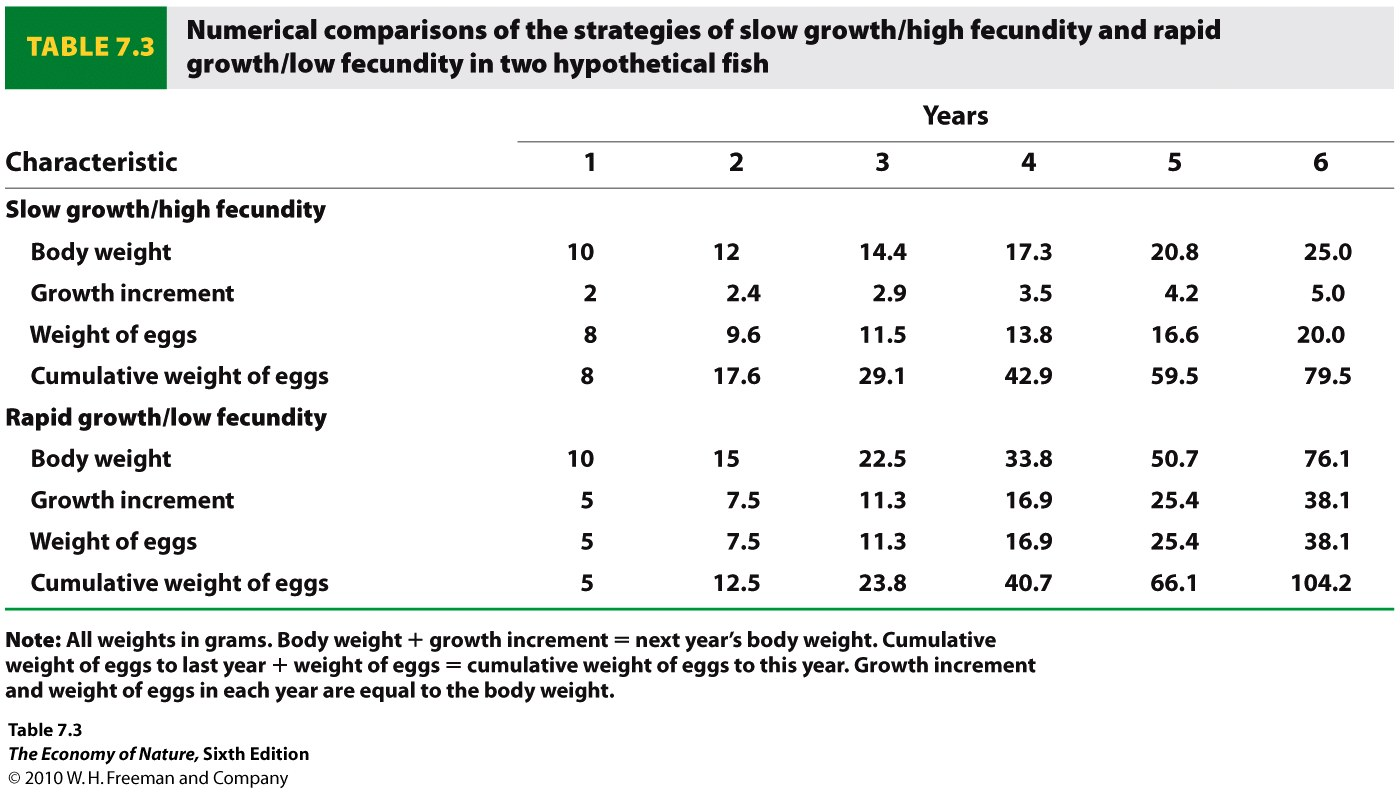 TABLE 7.3
Numerical comparisons of the strategies of slow growth/high fecundity and rapid
growth/low fecundity in two hypothetical fish
Years
Characteristic 1 2 3 4 5 6
Slow growth/high fecundity
Body weight 10 12 14.4 17.3 20.8 25.0
Growth increment 2 2.4 2.9 3.5 4.2 5.0
Weight of eggs 8 9.6 11.5 13.8 16.6 20.0
Cumulative weight of eggs 8 17.6 29.1 42.9 59.5 79.5
Rapid growth/low fecundity
Body weight 10 15 22.5 33.8 50.7 76.1
Growth increment 5 7.5 11.3 16.9 25.4 38.1
Weight of eggs 5 7.5 11.3 16.9 25.4 38.1
Cumulative weight of eggs 5 12.5 23.8 40.7 66.1 104.2
Note: All weights in grams. Body weight + growth increment = next year's body weight. Cumulative
weight of eggs to last year + weight of eggs = cumulative weight of eggs to this year. Growth increment
and weight of eggs in each year are equal to the body weight.
Table 7.3
The Economy of Nature, Sixth Edition
© 2010 W. H. Freeman and Company